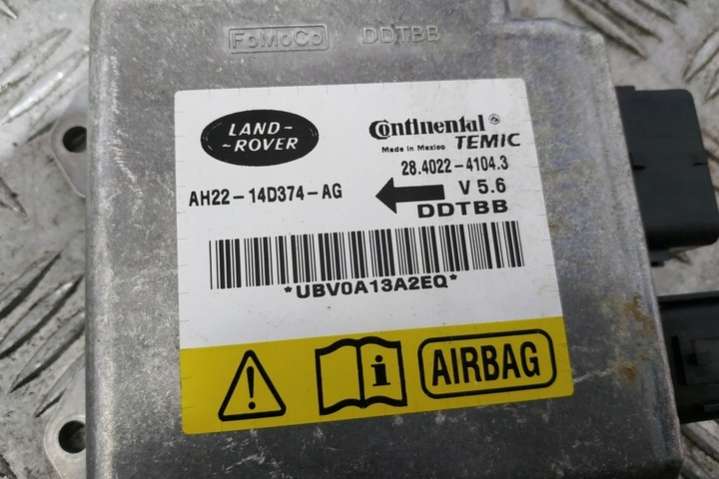 FoMoCo DDTBB
LAND-
~ROVER
Continental®
Made in Mexico TEMIC
28.4022-4104.3
AH22-14D374-AG
V 5.6
DDTBB
*UBV0A13A2EQ*
i AIRBAG